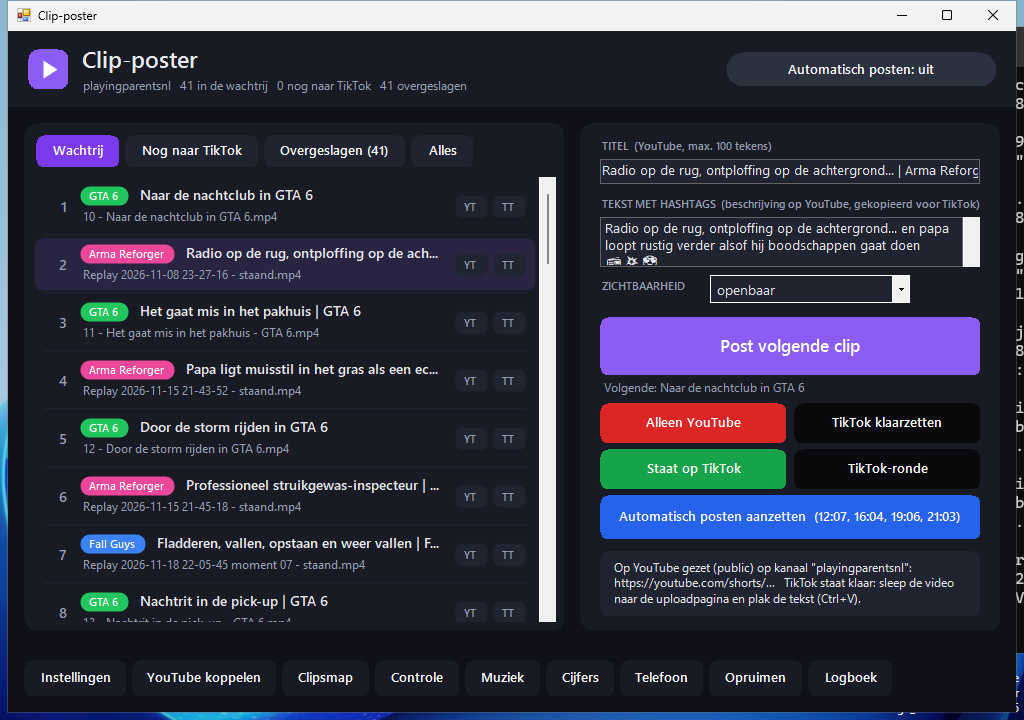 Clip-poster
Clip-poster
playingparentsnl 41 in de wachtrij 0 nog naar TikTok 41 overgeslagen
Automatisch posten: uit
Wachtrij Nog naar TikTok Overgeslagen (41) Alles
1 GTA 6 Naar de nachtclub in GTA 6 YT TT
10 - Naar de nachtclub in GTA 6.mp4
2 Arma Reforger Radio op de rug, ontploffing op de ach... YT TT
Replay 2026-11-08 23-27-16 - staand.mp4
3 GTA 6 Het gaat mis in het pakhuis | GTA 6 YT TT
11 - Het gaat mis in het pakhuis - GTA 6.mp4
4 Arma Reforger Papa ligt muisstil in het gras als een ec... YT TT
Replay 2026-11-15 21-43-52 - staand.mp4
5 GTA 6 Door de storm rijden in GTA 6 YT TT
12 - Door de storm rijden in GTA 6.mp4
6 Arma Reforger Professioneel struikgewas-inspecteur | ... YT TT
Replay 2026-11-15 21-45-18 - staand.mp4
7 Fall Guys Fladderen, vallen, opstaan en weer vallen | F... YT TT
Replay 2026-11-18 22-05-45 moment 07 - staand.mp4
8 GTA 6 Nachtrit in de pick-up | GTA 6 YT TT
TITEL (YouTube, max. 100 tekens)
Radio op de rug, ontploffing op de achtergrond... | Arma Reforg
TEKST MET HASHTAGS (beschrijving op YouTube, gekopieerd voor TikTok)
Radio op de rug, ontploffing op de achtergrond... en papa
loopt rustig verder alsof hij boodschappen gaat doen
ZICHTBAARHEID openbaar
Post volgende clip
Volgende: Naar de nachtclub in GTA 6
Alleen YouTube TikTok klaarzetten
Staat op TikTok TikTok-ronde
Automatisch posten aanzetten (12:07, 16:04, 19:06, 21:03)
Op YouTube gezet (public) op kanaal "playingparentsnl":
https://youtube.com/shorts/... TikTok staat klaar: sleep de video
naar de uploadpagina en plak de tekst (Ctrl+V).
Instellingen YouTube koppelen Clipsmap Controle Muziek Cijfers Telefoon Opruimen Logboek